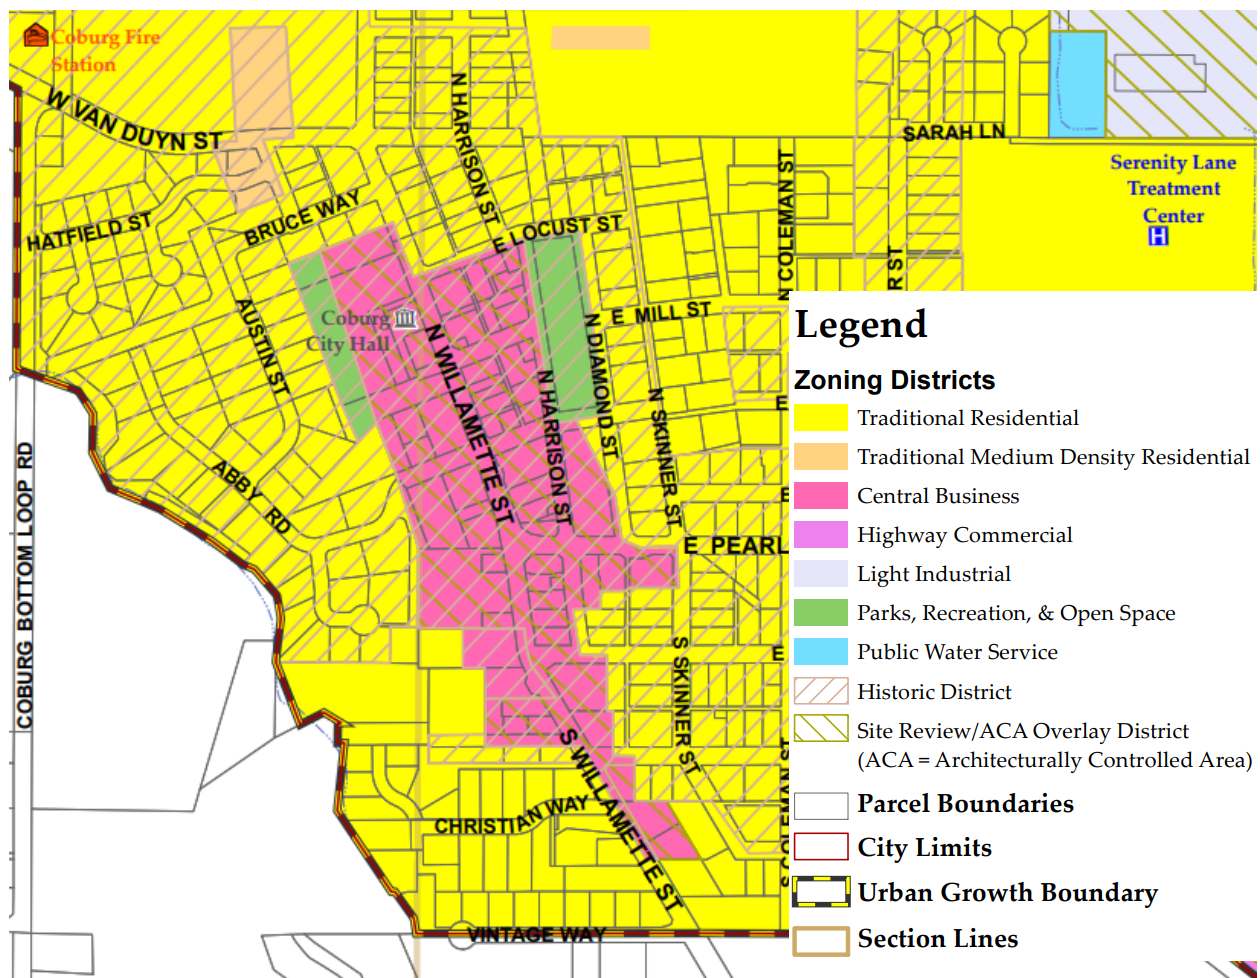 Coburg Fire
Station
W VAN DUYN ST
N HARRISON ST
SARAH LN
Serenity Lane
Treatment
Center
H
HATFIELD ST
BRUCE WAY
E LOCUST ST
N COLEMAN ST
R ST
AUSTIN ST
Coburg
City Hall
N WILLAMETTE ST
N HARRISON ST
N DIAMOND ST
E MILL ST
N SKINNER ST
E
E
ABBY RD
E PEARL
COBURG BOTTOM LOOP RD
S SKINNER ST
E
S WILLAMETTE ST
CHRISTIAN WAY
S COLEMAN ST
VINTAGE WAY
Legend
Zoning Districts
Traditional Residential
Traditional Medium Density Residential
Central Business
Highway Commercial
Light Industrial
Parks, Recreation, & Open Space
Public Water Service
Historic District
Site Review/ACA Overlay District
(ACA = Architecturally Controlled Area)
Parcel Boundaries
City Limits
Urban Growth Boundary
Section Lines